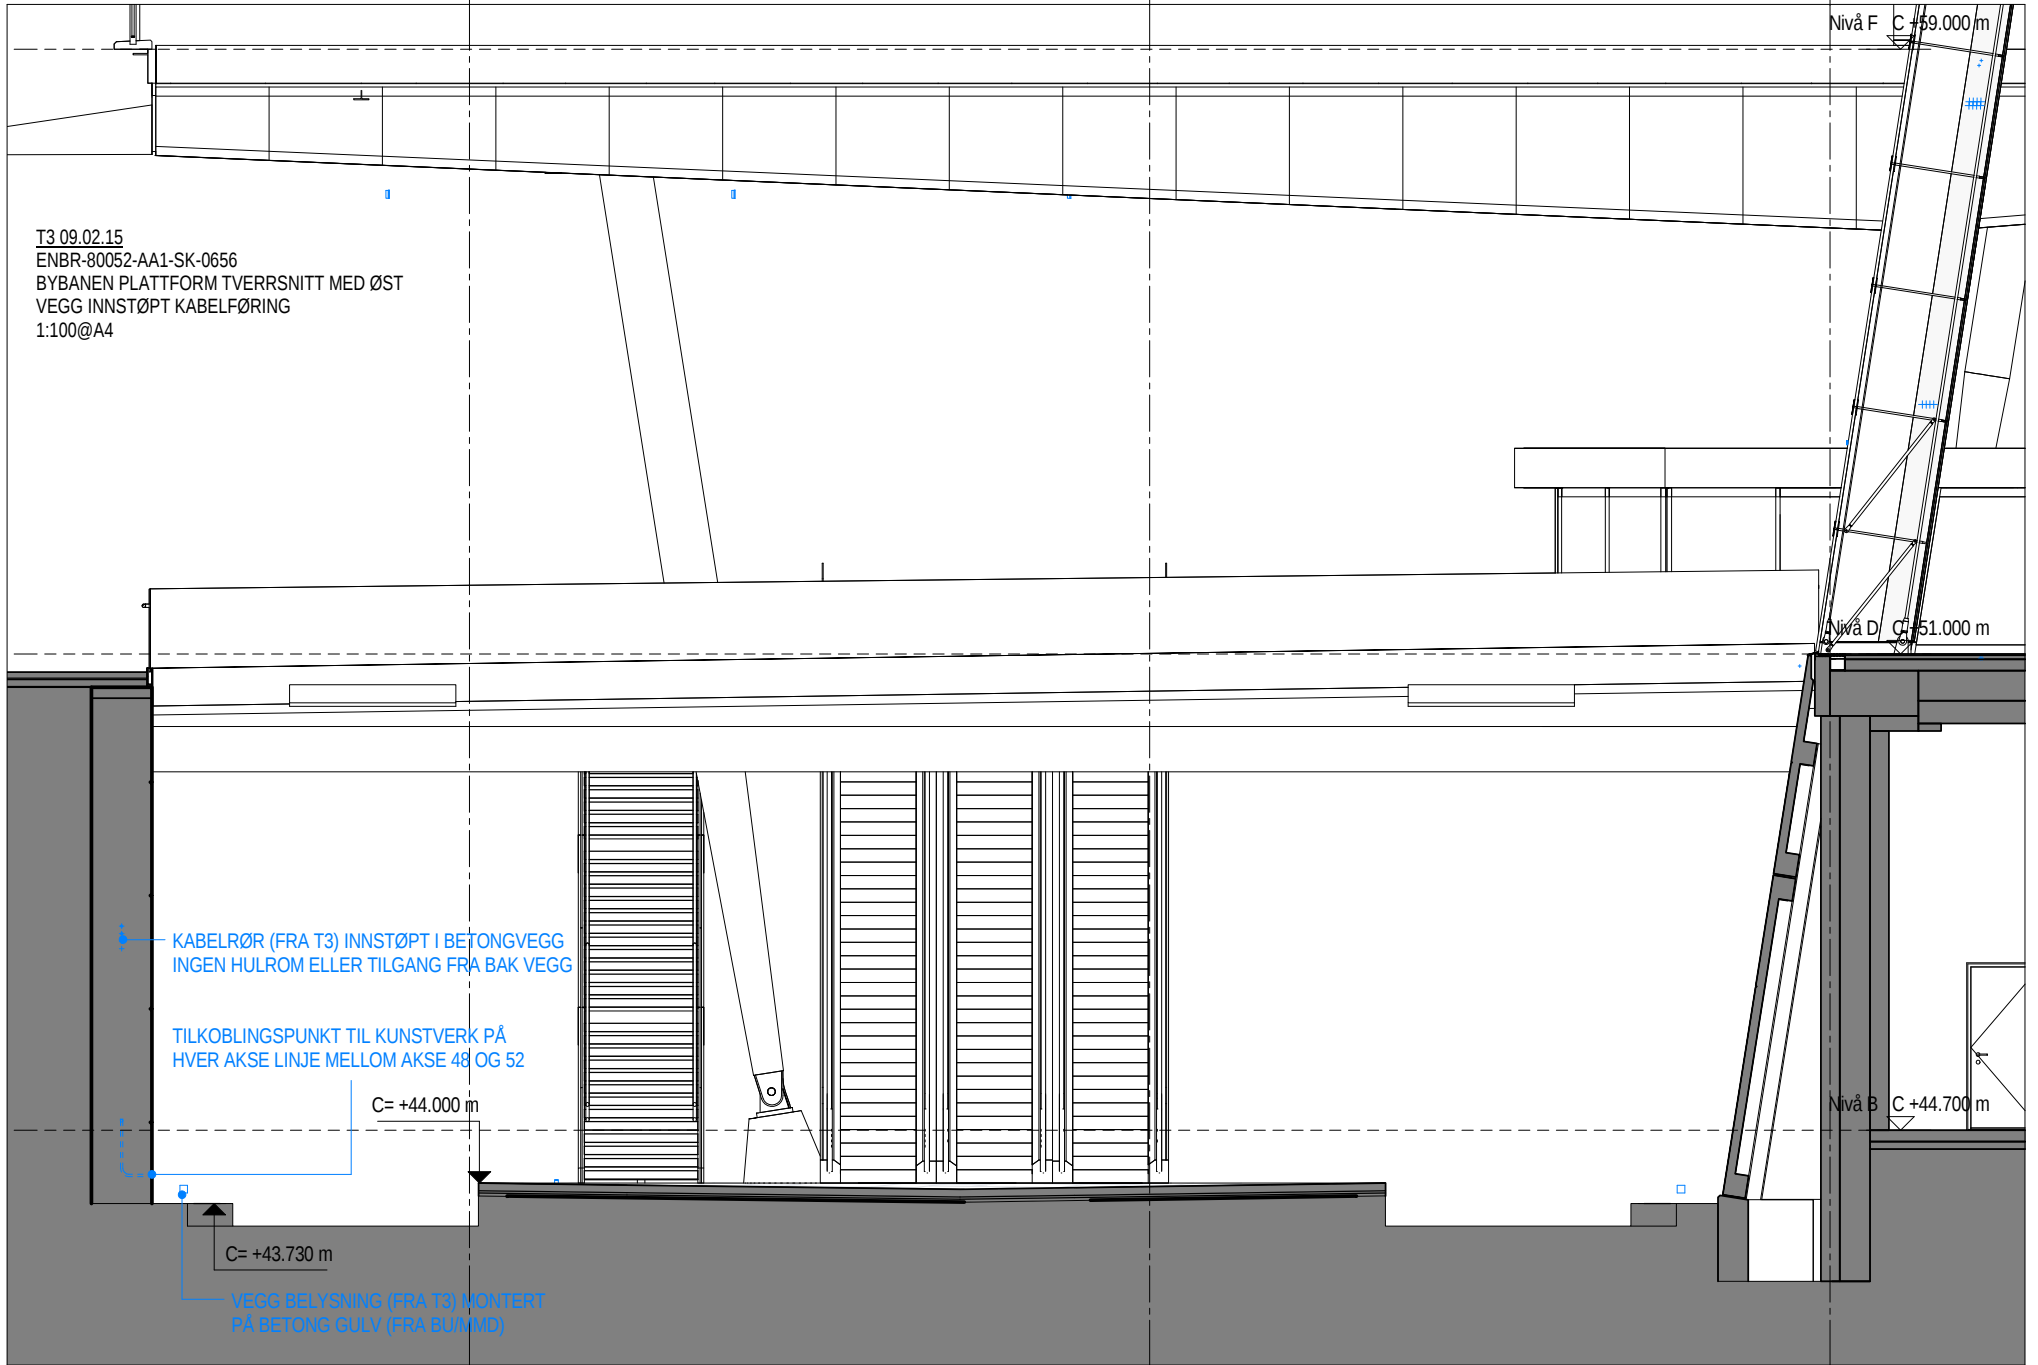 Nivå F C +59.000 m
T3 09.02.15
ENBR-80052-AA1-SK-0656
BYBANEN PLATTFORM TVERRSNITT MED ØST
VEGG INNSTØPT KABELFØRING
1:100@A4
Nivå D C +51.000 m
KABELRØR (FRA T3) INNSTØPT I BETONGVEGG
INGEN HULROM ELLER TILGANG FRA BAK VEGG
TILKOBLINGSPUNKT TIL KUNSTVERK PÅ
HVER AKSE LINJE MELLOM AKSE 48 OG 52
C= +44.000 m
Nivå B C +44.700 m
C= +43.730 m
VEGG BELYSNING (FRA T3) MONTERT
PÅ BETONG GULV (FRA BU/MMD)